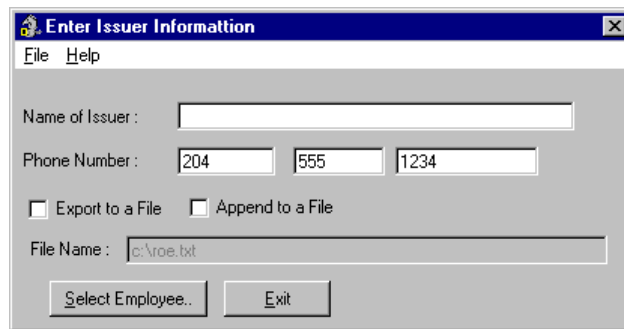 Enter Issuer Informattion
File Help
Name of Issuer :
Phone Number : 204 555 1234
Export to a File Append to a File
File Name : c:\roe.txt
Select Employee.. Exit